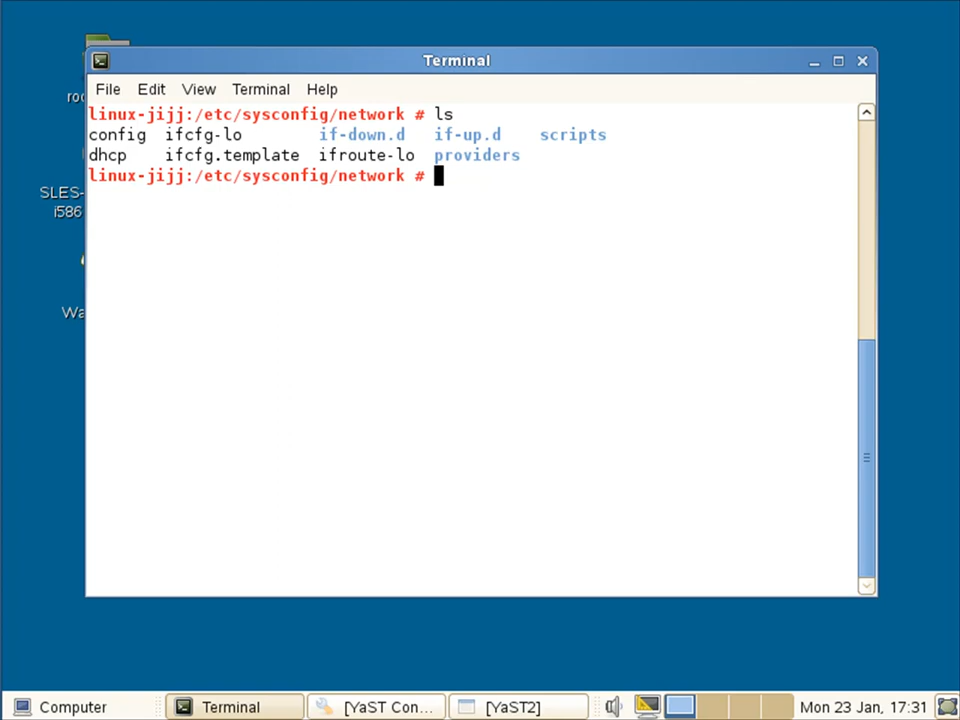 Terminal
File Edit View Terminal Help
linux-jijj:/etc/sysconfig/network # ls
config ifcfg-lo if-down.d if-up.d scripts
dhcp ifcfg.template ifroute-lo providers
linux-jijj:/etc/sysconfig/network #
SLES-
i586
Computer Terminal [YaST Con... [YaST2] Mon 23 Jan, 17:31